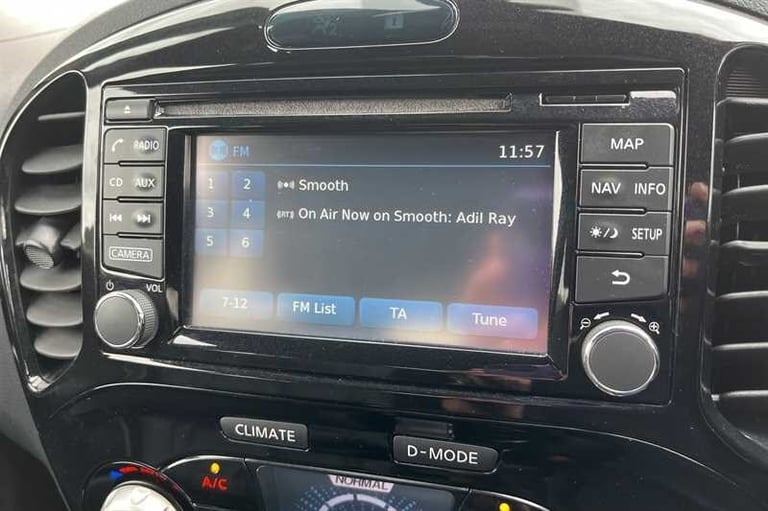 FM 11:57
RADIO
MAP
1 2 Smooth
CD AUX
NAV INFO
3 4 On Air Now on Smooth: Adil Ray
5 6
SETUP
CAMERA
VOL
7-12 FM List TA Tune
CLIMATE
D-MODE
A/C
NORMAL